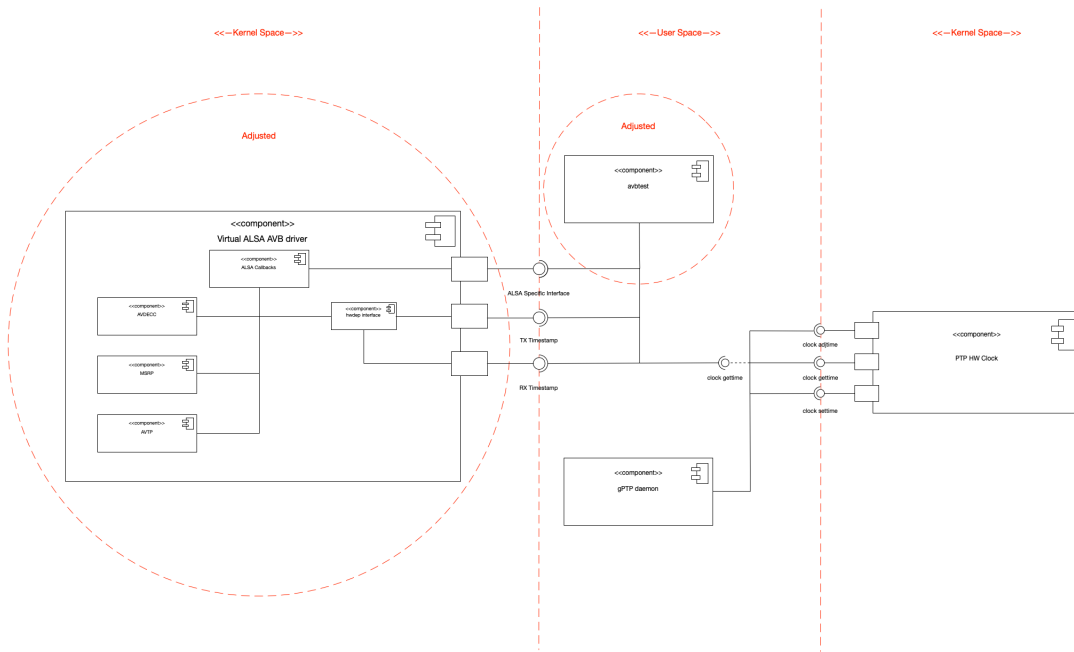 <<—Kernel Space—>>
<<—User Space—>>
<<—Kernel Space—>>
Adjusted
Adjusted
<<component>>
avbtest
<<component>>
Virtual ALSA AVB driver
<<component>>
ALSA Callbacks
<<component>>
AVDECC
<<component>>
hwdep interface
<<component>>
MSRP
<<component>>
AVTP
ALSA Specific Interface
TX Timestamp
RX Timestamp
clock gettime
clock adjtime
clock gettime
clock settime
<<component>>
PTP HW Clock
<<component>>
gPTP daemon